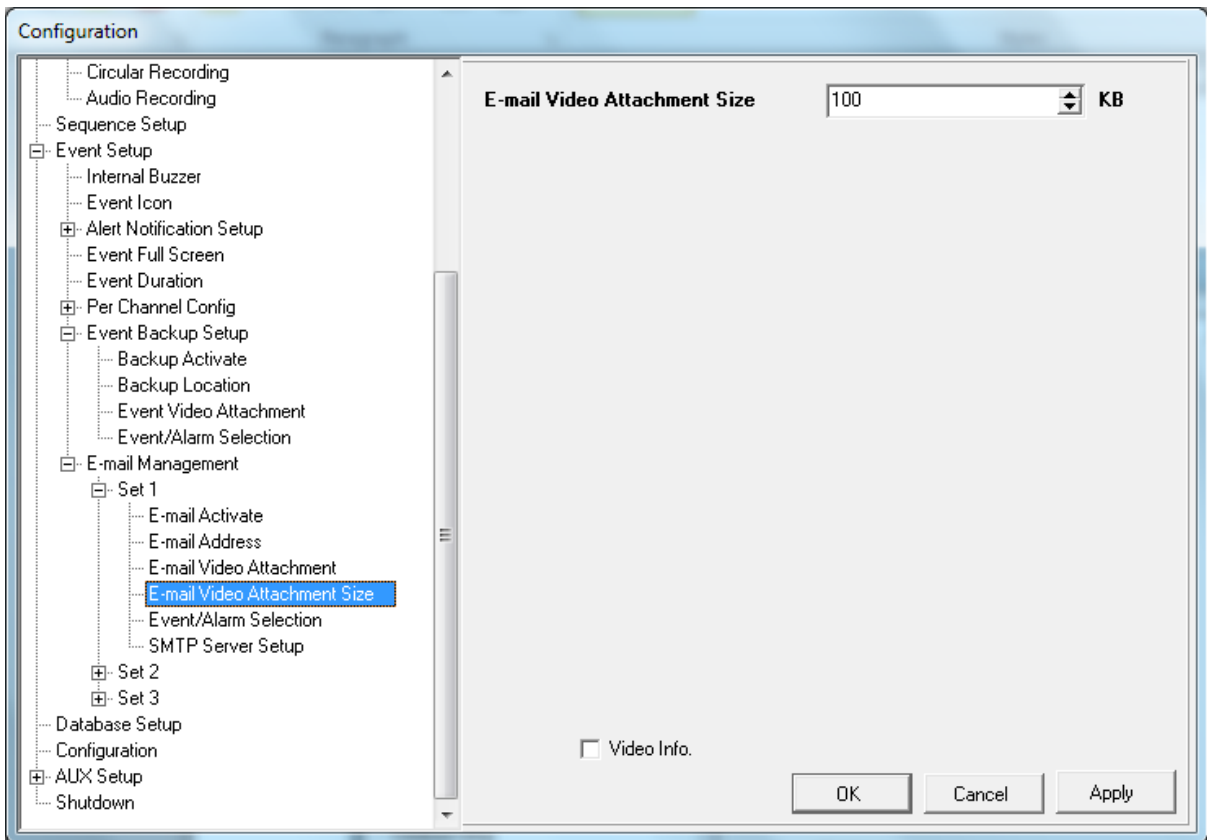 Configuration
Circular Recording
Audio Recording
Sequence Setup
Event Setup
Internal Buzzer
Event Icon
Alert Notification Setup
Event Full Screen
Event Duration
Per Channel Config
Event Backup Setup
Backup Activate
Backup Location
Event Video Attachment
Event/Alarm Selection
E-mail Management
Set 1
E-mail Activate
E-mail Address
E-mail Video Attachment
E-mail Video Attachment Size
Event/Alarm Selection
SMTP Server Setup
Set 2
Set 3
Database Setup
Configuration
AUX Setup
Shutdown
E-mail Video Attachment Size 100 KB
Video Info.
OK Cancel Apply